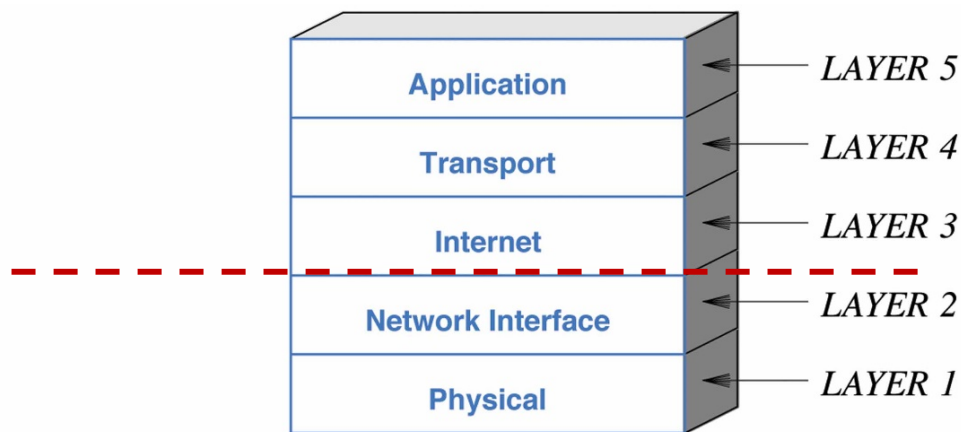 Application
LAYER 5
Transport
LAYER 4
Internet
LAYER 3
Network Interface
LAYER 2
Physical
LAYER 1